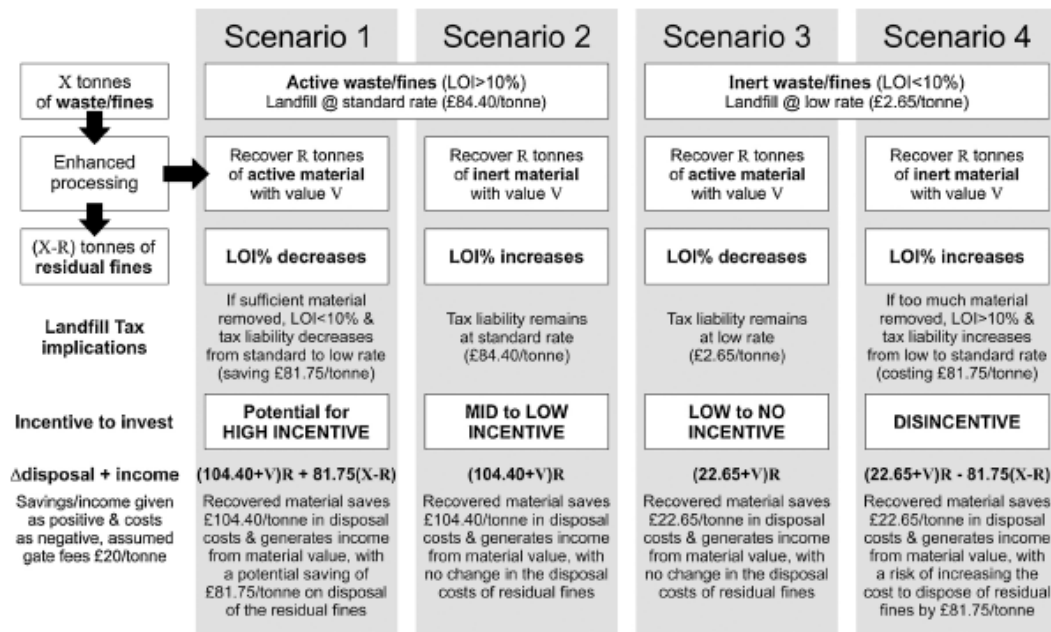 Scenario 1
Scenario 2
Scenario 3
Scenario 4
X tonnes
of waste/fines
Active waste/fines (LOI>10%)
Landfill @ standard rate (£84.40/tonne)
Inert waste/fines (LOI<10%)
Landfill @ low rate (£2.65/tonne)
Enhanced
processing
Recover R tonnes
of active material
with value V
Recover R tonnes
of inert material
with value V
Recover R tonnes
of active material
with value V
Recover R tonnes
of inert material
with value V
(X-R) tonnes of
residual fines
LOI% decreases
LOI% increases
LOI% decreases
LOI% increases
Landfill Tax
implications
If sufficient material
removed, LOI<10% &
tax liability decreases
from standard to low rate
(saving £81.75/tonne)
Tax liability remains
at standard rate
(£84.40/tonne)
Tax liability remains
at low rate
(£2.65/tonne)
If too much material
removed, LOI>10% &
tax liability increases
from low to standard rate
(costing £81.75/tonne)
Incentive to invest
Potential for
HIGH INCENTIVE
MID to LOW
INCENTIVE
LOW to NO
INCENTIVE
DISINCENTIVE
Δdisposal + income
(104.40+V)R + 81.75(X-R)
(104.40+V)R
(22.65+V)R
(22.65+V)R - 81.75(X-R)
Savings/income given
as positive & costs
as negative, assumed
gate fees £20/tonne
Recovered material saves
£104.40/tonne in disposal
costs & generates income
from material value, with
a potential saving of
£81.75/tonne on disposal
of the residual fines
Recovered material saves
£104.40/tonne in disposal
costs & generates income
from material value, with
no change in the disposal
costs of residual fines
Recovered material saves
£22.65/tonne in disposal
costs & generates income
from material value, with
no change in the disposal
costs of residual fines
Recovered material saves
£22.65/tonne in disposal
costs & generates income
from material value, with
a risk of increasing the
cost to dispose of residual
fines by £81.75/tonne